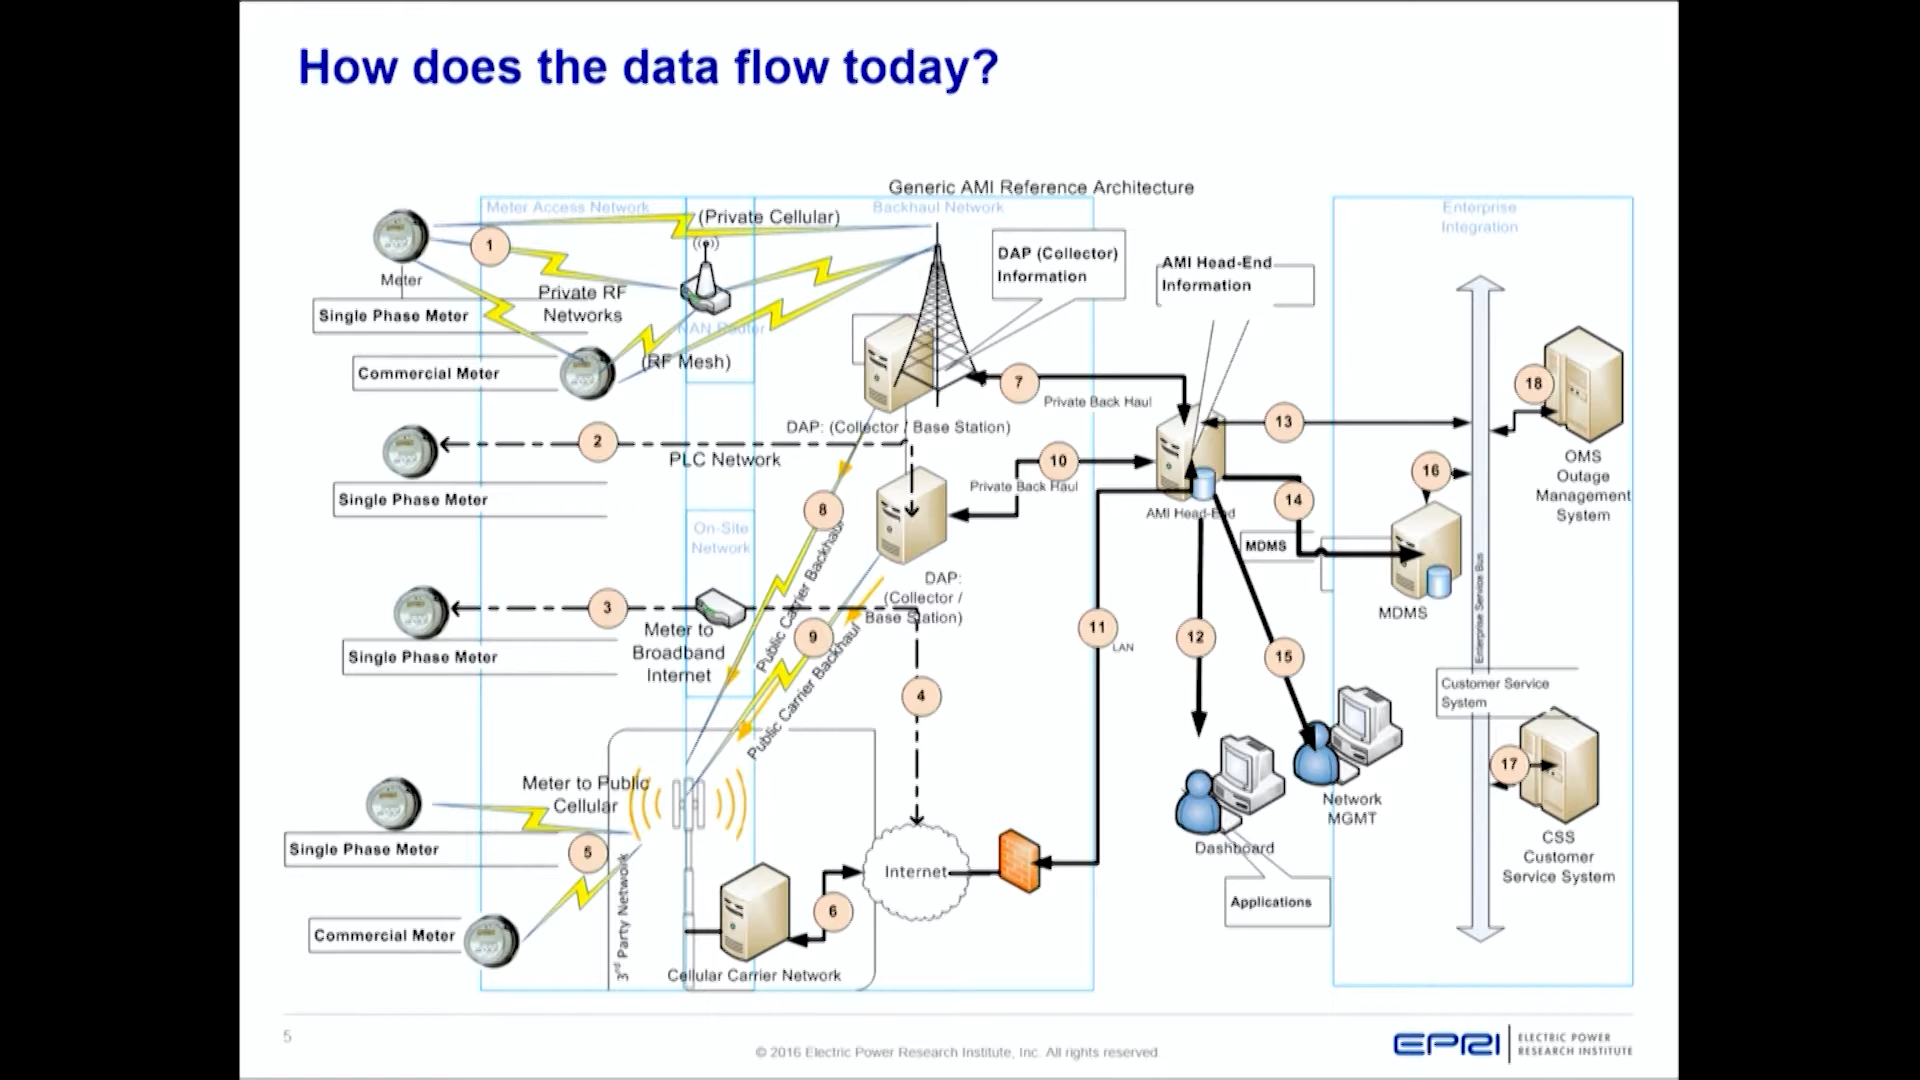 How does the data flow today?
Generic AMI Reference Architecture
Meter Access Network
(Private Cellular)
Backhaul Network
Enterprise
Integration
1
Meter
Private RF
Networks
Single Phase Meter
NAN Router
(RF Mesh)
Commercial Meter
DAP (Collector)
Information
AMI Head-End
Information
7
Private Back Haul
DAP: (Collector / Base Station)
2
PLC Network
Single Phase Meter
10
Private Back Haul
13
18
OMS
Outage
Management
System
16
14
AMI Head-End
MDMS
MDMS
Enterprise Service Bus
8
On-Site
Network
Public Carrier Backhaul
DAP:
(Collector /
Base Station)
3
Meter to
Broadband
Internet
Single Phase Meter
9
Public Carrier Backhaul
4
11
LAN
12
15
Customer Service
System
17
CSS
Customer
Service System
Network
MGMT
Dashboard
Applications
Meter to Public
Cellular
Single Phase Meter
5
3rd Party Network
Commercial Meter
6
Internet
Cellular Carrier Network
5
© 2016 Electric Power Research Institute, Inc. All rights reserved.
EPRI
ELECTRIC POWER
RESEARCH INSTITUTE